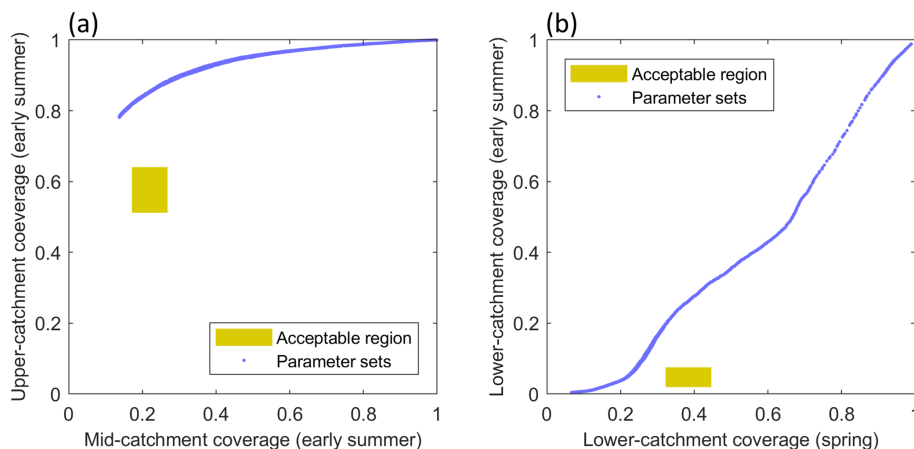 (a)
Upper-catchment coeverage (early summer)
1
0.8
0.6
0.4
0.2
0
Acceptable region
Parameter sets
0 0.2 0.4 0.6 0.8 1
Mid-catchment coverage (early summer)
(b)
Lower-catchment coverage (early summer)
1
0.8
0.6
0.4
0.2
0
Acceptable region
Parameter sets
0 0.2 0.4 0.6 0.8 1
Lower-catchment coverage (spring)